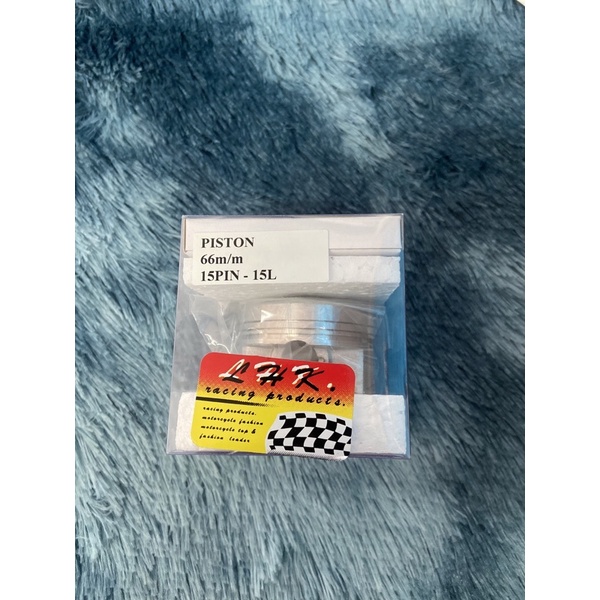 PISTON
66m/m
15PIN - 15L
LHK.
racing products.
racing products.
motorcycle fashion
motorcycle top &
fashion leader